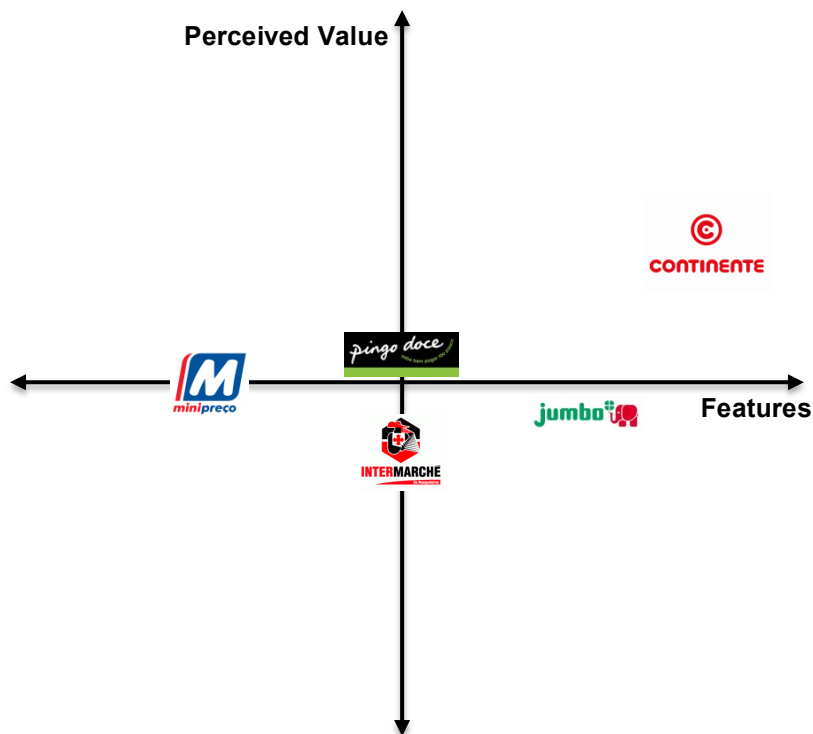 Perceived Value
CONTINENTE
pingo doce
M
minipreço
jumbo
Features
INTERMARCHÉ